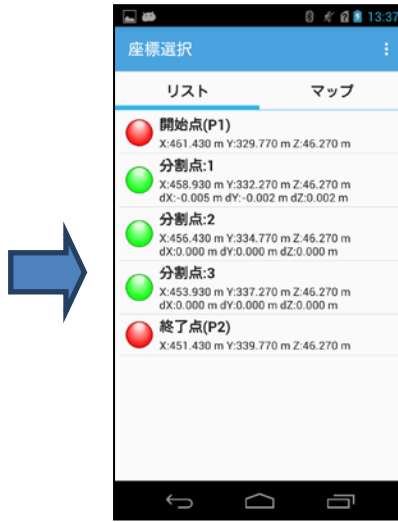 13:37
座標選択
リスト マップ
開始点(P1)
X:461.430 m Y:329.770 m Z:46.270 m
分割点:1
X:458.930 m Y:332.270 m Z:46.270 m
dX:-0.005 m dY:-0.002 m dZ:0.002 m
分割点:2
X:456.430 m Y:334.770 m Z:46.270 m
dX:0.000 m dY:0.000 m dZ:0.000 m
分割点:3
X:453.930 m Y:337.270 m Z:46.270 m
dX:0.000 m dY:0.000 m dZ:0.000 m
終了点(P2)
X:451.430 m Y:339.770 m Z:46.270 m